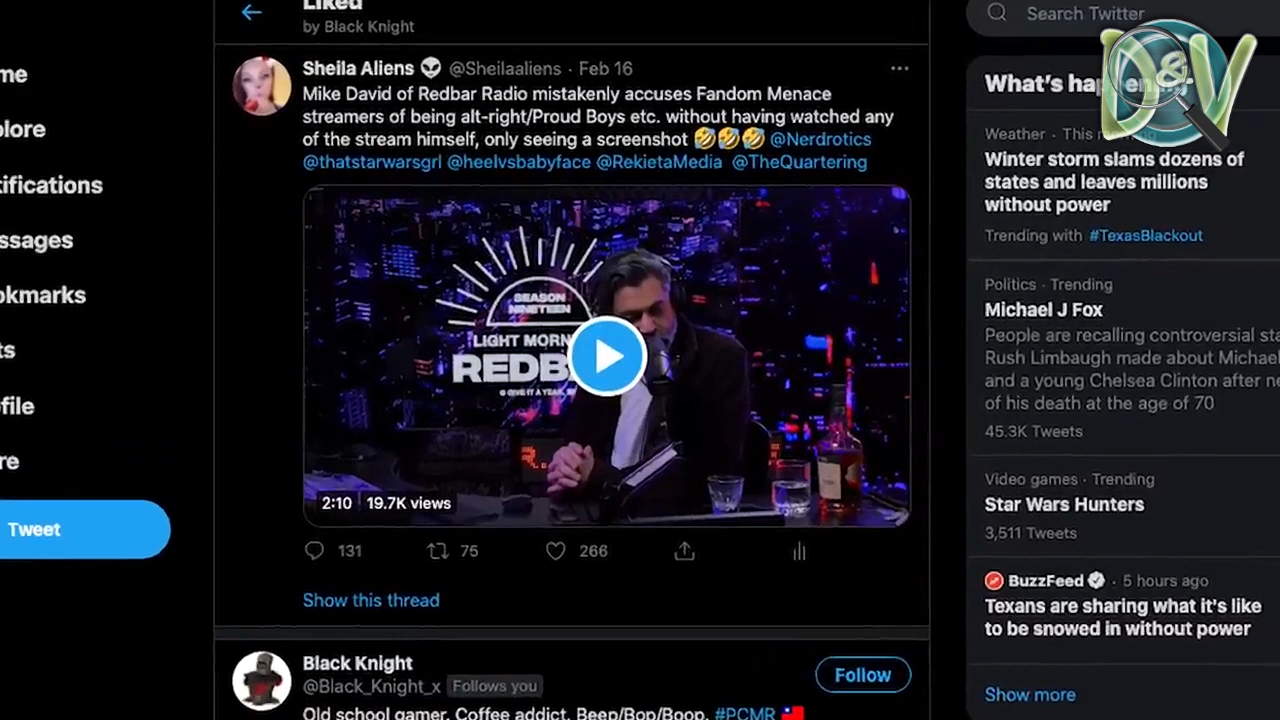 Liked
by Black Knight
Search Twitter
D&V
me
plore
tifications
ssages
okmarks
ts
ofile
re
Tweet
Sheila Aliens 👽 @Sheilaaliens · Feb 16
Mike David of Redbar Radio mistakenly accuses Fandom Menace
streamers of being alt-right/Proud Boys etc. without having watched any
of the stream himself, only seeing a screenshot 🤣🤣🤣 @Nerdrotics
@thatstarwarsgrl @heelvsbabyface @RekietaMedia @TheQuartering
SEASON
NINETEEN
LIGHT MORN
REDB
2:10 19.7K views
131 75 266
Show this thread
Black Knight
@Black_Knight_x Follows you
Follow
Old school gamer. Coffee addict. Beep/Bop/Boop. #PCMR 🇹🇼
What's happening
Weather · This morning
Winter storm slams dozens of
states and leaves millions
without power
Trending with #TexasBlackout
Politics · Trending
Michael J Fox
People are recalling controversial sta
Rush Limbaugh made about Michael
and a young Chelsea Clinton after ne
of his death at the age of 70
45.3K Tweets
Video games · Trending
Star Wars Hunters
3,511 Tweets
BuzzFeed · 5 hours ago
Texans are sharing what it's like
to be snowed in without power
Show more